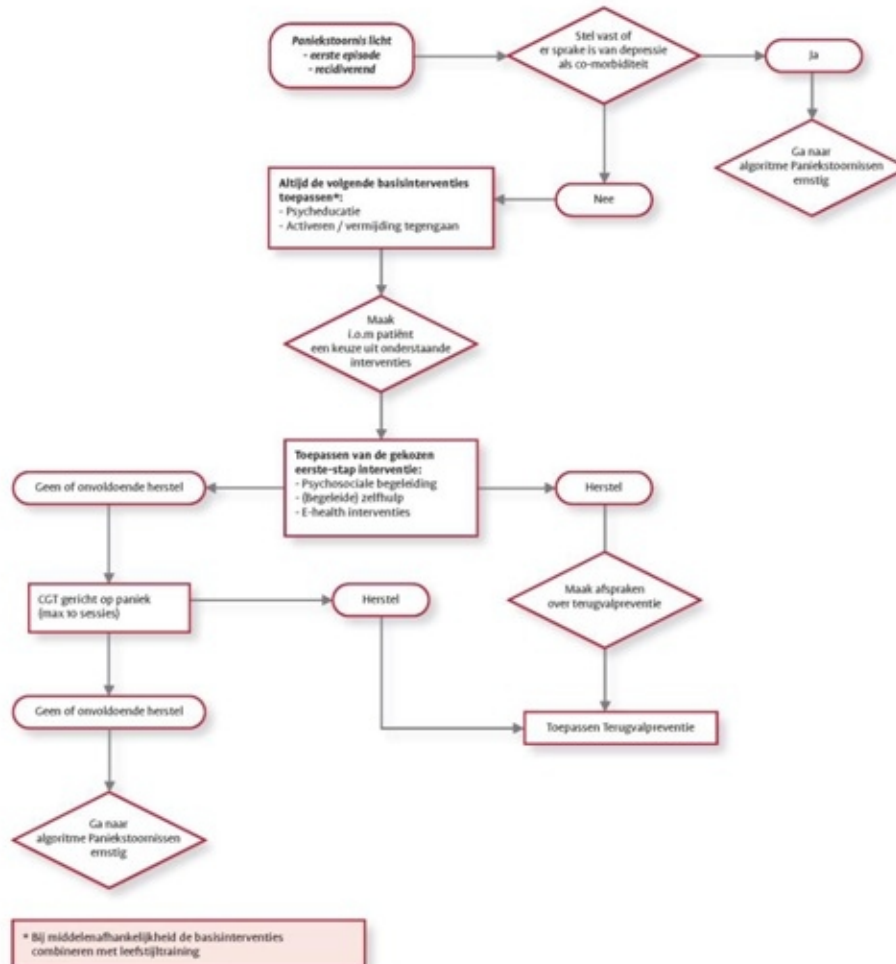 Paniekstoornis licht
- eerste episode
- recidiverend
Stel vast of
er sprake is van depressie
als co-morbiditeit
Ja
Ga naar
algoritme Paniekstoornissen
ernstig
Nee
Altijd de volgende basisinterventies
toepassen*:
- Psycheducatie
- Activeren / vermijding tegengaan
Maak
i.o.m patiënt
een keuze uit onderstaande
interventies
Toepassen van de gekozen
eerste-stap interventie:
- Psychosociale begeleiding
- (Begeleide) zelfhulp
- E-health interventies
Geen of onvoldoende herstel
Herstel
Maak afspraken
over terugvalpreventie
CGT gericht op paniek
(max 10 sessies)
Herstel
Geen of onvoldoende herstel
Toepassen Terugvalpreventie
Ga naar
algoritme Paniekstoornissen
ernstig
* Bij middelenafhankelijkheid de basisinterventies
combineren met leefstijltraining